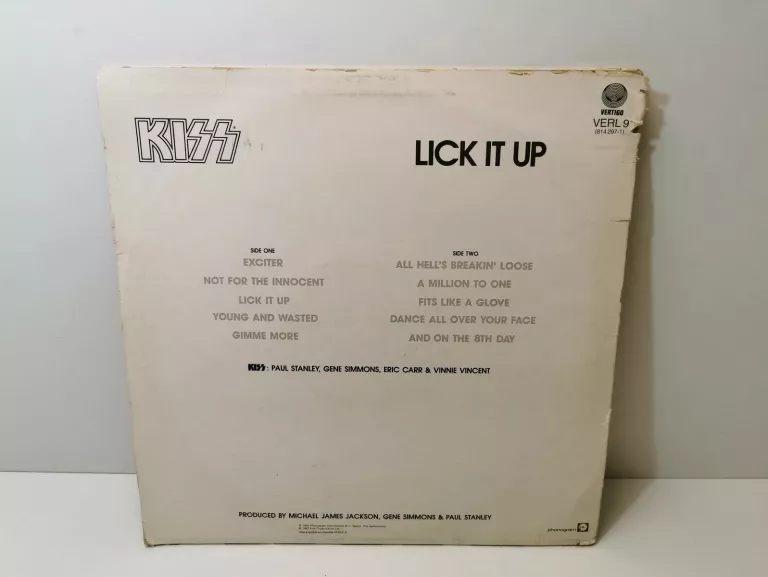 VERTIGO
VERL 9
(814 297-1)
KISS
LICK IT UP
SIDE ONE
EXCITER
NOT FOR THE INNOCENT
LICK IT UP
YOUNG AND WASTED
GIMME MORE
SIDE TWO
ALL HELL'S BREAKIN' LOOSE
A MILLION TO ONE
FITS LIKE A GLOVE
DANCE ALL OVER YOUR FACE
AND ON THE 8TH DAY
KISS: PAUL STANLEY, GENE SIMMONS, ERIC CARR & VINNIE VINCENT
PRODUCED BY MICHAEL JAMES JACKSON, GENE SIMMONS & PAUL STANLEY
phonogram